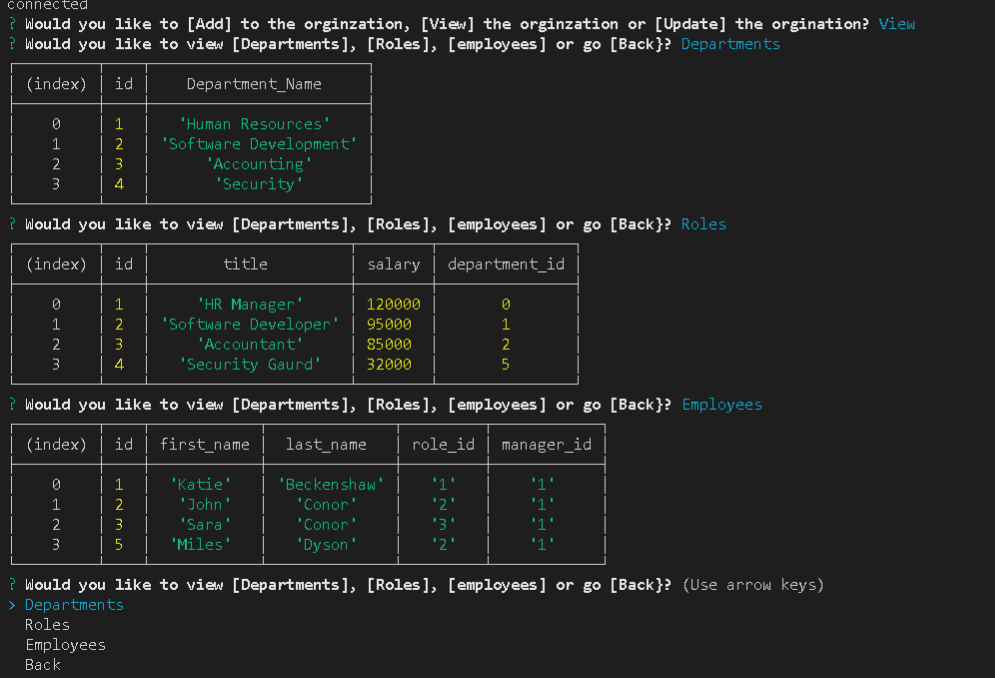 connected
? Would you like to [Add] to the orginzation, [View] the orginzation or [Update] the orgination? View
? Would you like to view [Departments], [Roles], [employees] or go [Back}? Departments
(index) id Department_Name
0 1 'Human Resources'
1 2 'Software Development'
2 3 'Accounting'
3 4 'Security'
? Would you like to view [Departments], [Roles], [employees] or go [Back}? Roles
(index) id title salary department_id
0 1 'HR Manager' 120000 0
1 2 'Software Developer' 95000 1
2 3 'Accountant' 85000 2
3 4 'Security Gaurd' 32000 5
? Would you like to view [Departments], [Roles], [employees] or go [Back}? Employees
(index) id first_name last_name role_id manager_id
0 1 'Katie' 'Beckenshaw' '1' '1'
1 2 'John' 'Conor' '2' '1'
2 3 'Sara' 'Conor' '3' '1'
3 5 'Miles' 'Dyson' '2' '1'
? Would you like to view [Departments], [Roles], [employees] or go [Back}? (Use arrow keys)
> Departments
Roles
Employees
Back